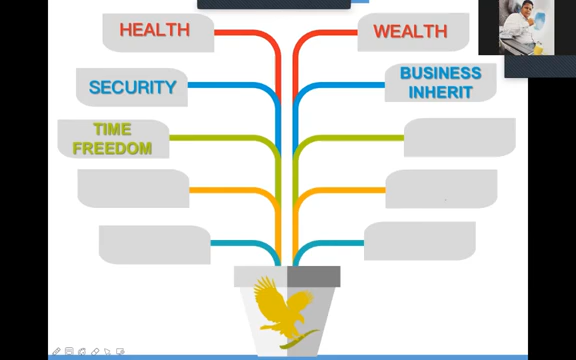 HEALTH
WEALTH
SECURITY
BUSINESS
INHERIT
TIME
FREEDOM